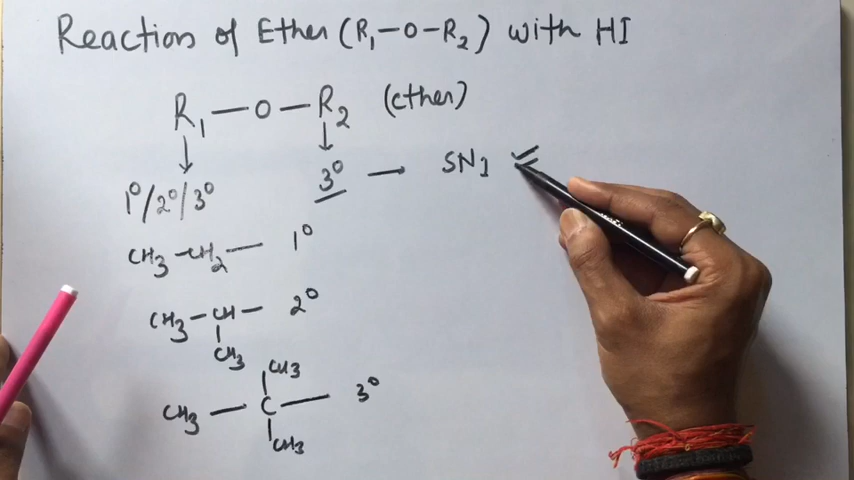 Reaction of Ether (R₁-O-R₂) with HI
R₁ — O — R₂ (ether)
↓ ↓
1°/2°/3° 3° → SN1
CH₃ - CH₂ — 1°
CH₃ - CH — 2°
|
CH₃
CH₃
|
CH₃ — C — 3°
|
CH₃